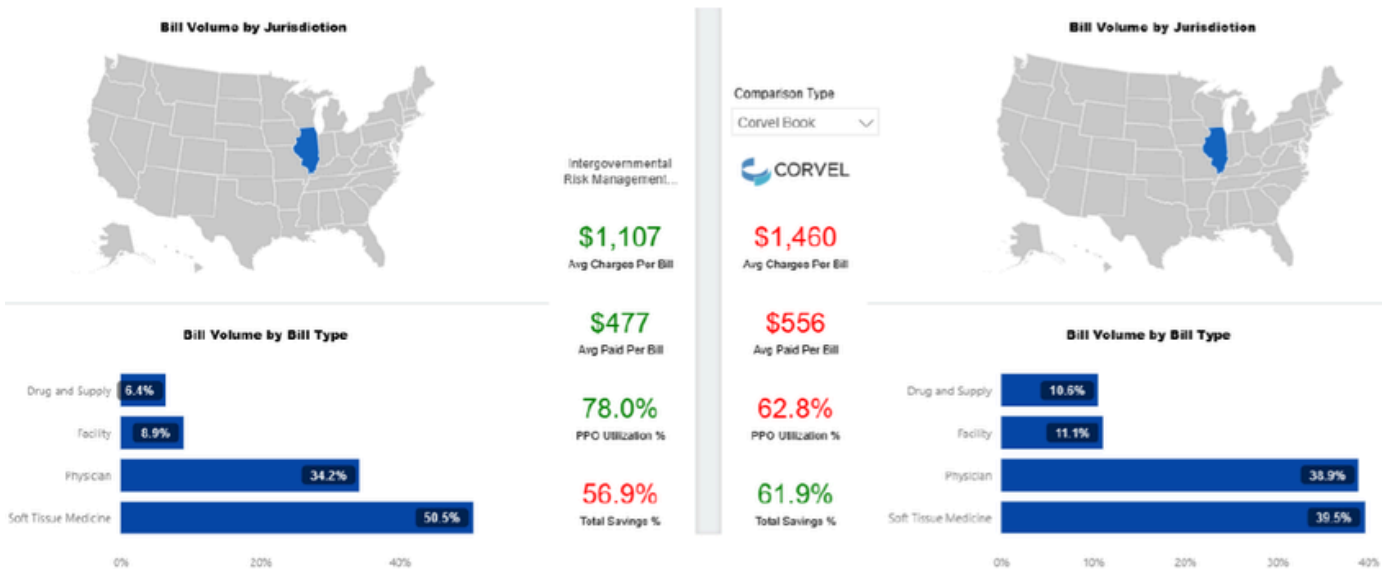 Bill Volume by Jurisdiction
Intergovernmental
Risk Management...
$1,107
Avg Charges Per Bill
$477
Avg Paid Per Bill
78.0%
PPO Utilization %
56.9%
Total Savings %
Bill Volume by Bill Type
Drug and Supply 6.4%
Facility 8.9%
Physician 34.2%
Soft Tissue Medicine 50.5%
0% 20% 40%
Comparison Type
Corvel Book
CORVEL
$1,460
Avg Charges Per Bill
$556
Avg Paid Per Bill
62.8%
PPO Utilization %
61.9%
Total Savings %
Bill Volume by Jurisdiction
Bill Volume by Bill Type
Drug and Supply 10.6%
Facility 11.1%
Physician 38.9%
Soft Tissue Medicine 39.5%
0% 10% 20% 30% 40%